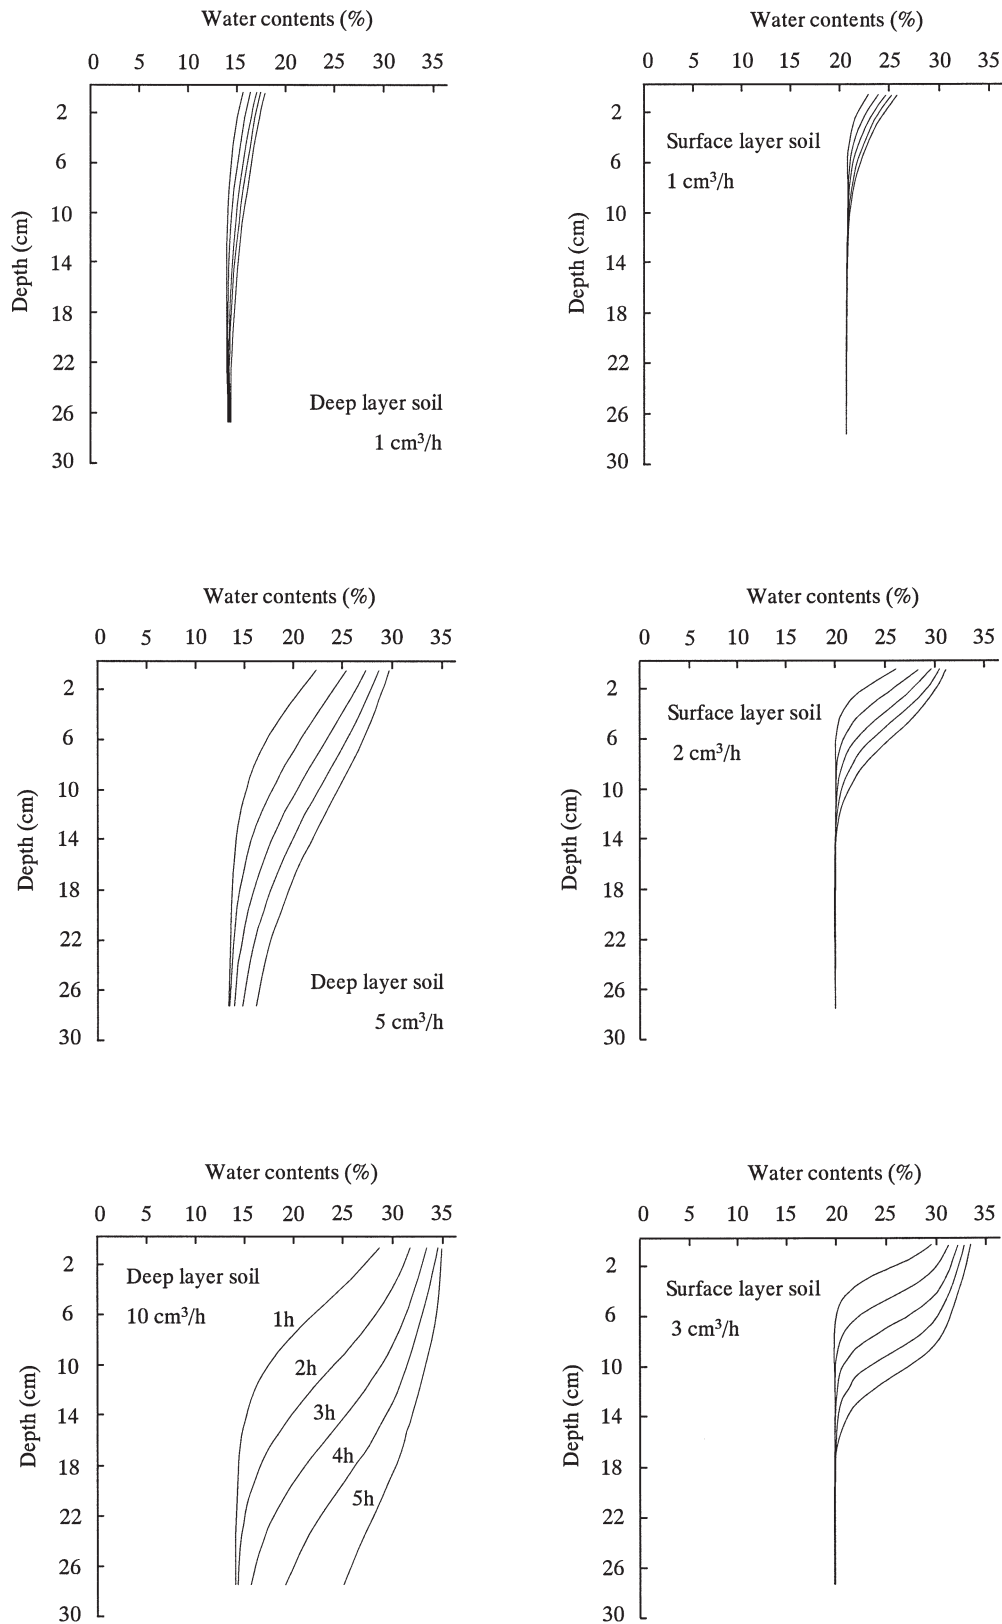 Water contents (%)
0 5 10 15 20 25 30 35
2
6
10
14
18
22
26
30
Depth (cm)
Deep layer soil
1 cm³/h
Water contents (%)
0 5 10 15 20 25 30 35
2
6
10
14
18
22
26
30
Depth (cm)
Surface layer soil
1 cm³/h
Water contents (%)
0 5 10 15 20 25 30 35
2
6
10
14
18
22
26
30
Depth (cm)
Deep layer soil
5 cm³/h
Water contents (%)
0 5 10 15 20 25 30 35
2
6
10
14
18
22
26
30
Depth (cm)
Surface layer soil
2 cm³/h
Water contents (%)
0 5 10 15 20 25 30 35
2
6
10
14
18
22
26
30
Depth (cm)
Deep layer soil
10 cm³/h
1h
2h
3h
4h
5h
Water contents (%)
0 5 10 15 20 25 30 35
2
6
10
14
18
22
26
30
Depth (cm)
Surface layer soil
3 cm³/h